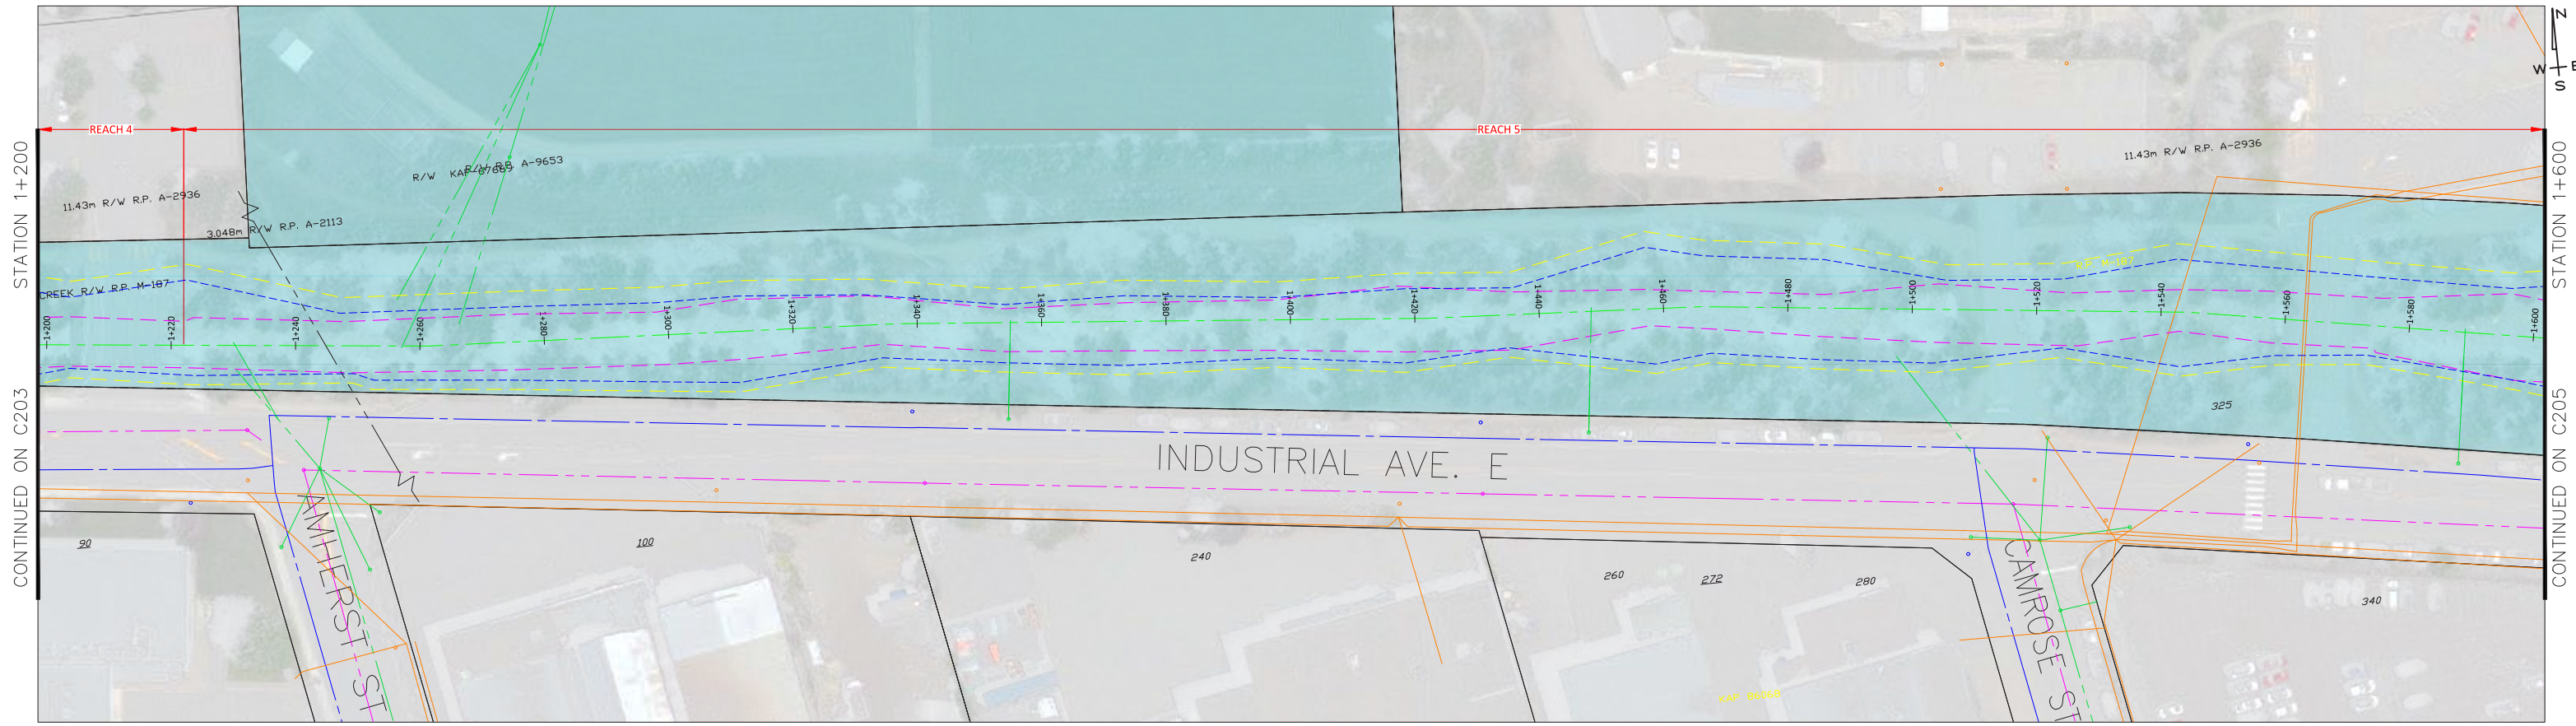 N
W E
S
STATION 1+200
CONTINUED ON C203
STATION 1+600
CONTINUED ON C205
REACH 4
REACH 5
11.43m R/W R.P. A-2936
3.048m R/W R.P. A-2113
R/W R.P. A-9653
R/W KAP-67669
11.43m R/W R.P. A-2936
CREEK R/W R.P. M-187
R.P. M-187
1+200
1+220
1+240
1+260
1+280
1+300
1+320
1+340
1+360
1+380
1+400
1+420
1+440
1+460
1+480
1+500
1+520
1+540
1+560
1+580
1+600
325
INDUSTRIAL AVE. E
AMHERST ST
CAMROSE ST
90
100
240
260
272
280
340